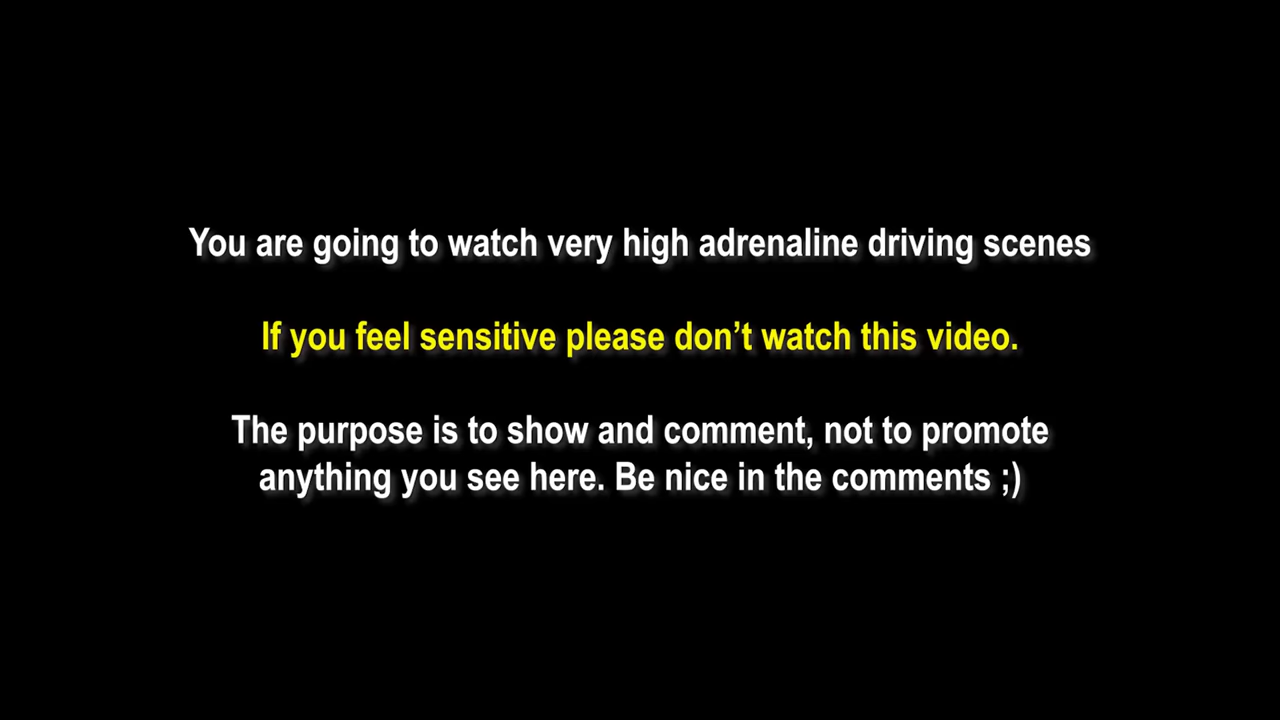 You are going to watch very high adrenaline driving scenes
If you feel sensitive please don’t watch this video.
The purpose is to show and comment, not to promote
anything you see here. Be nice in the comments ;)